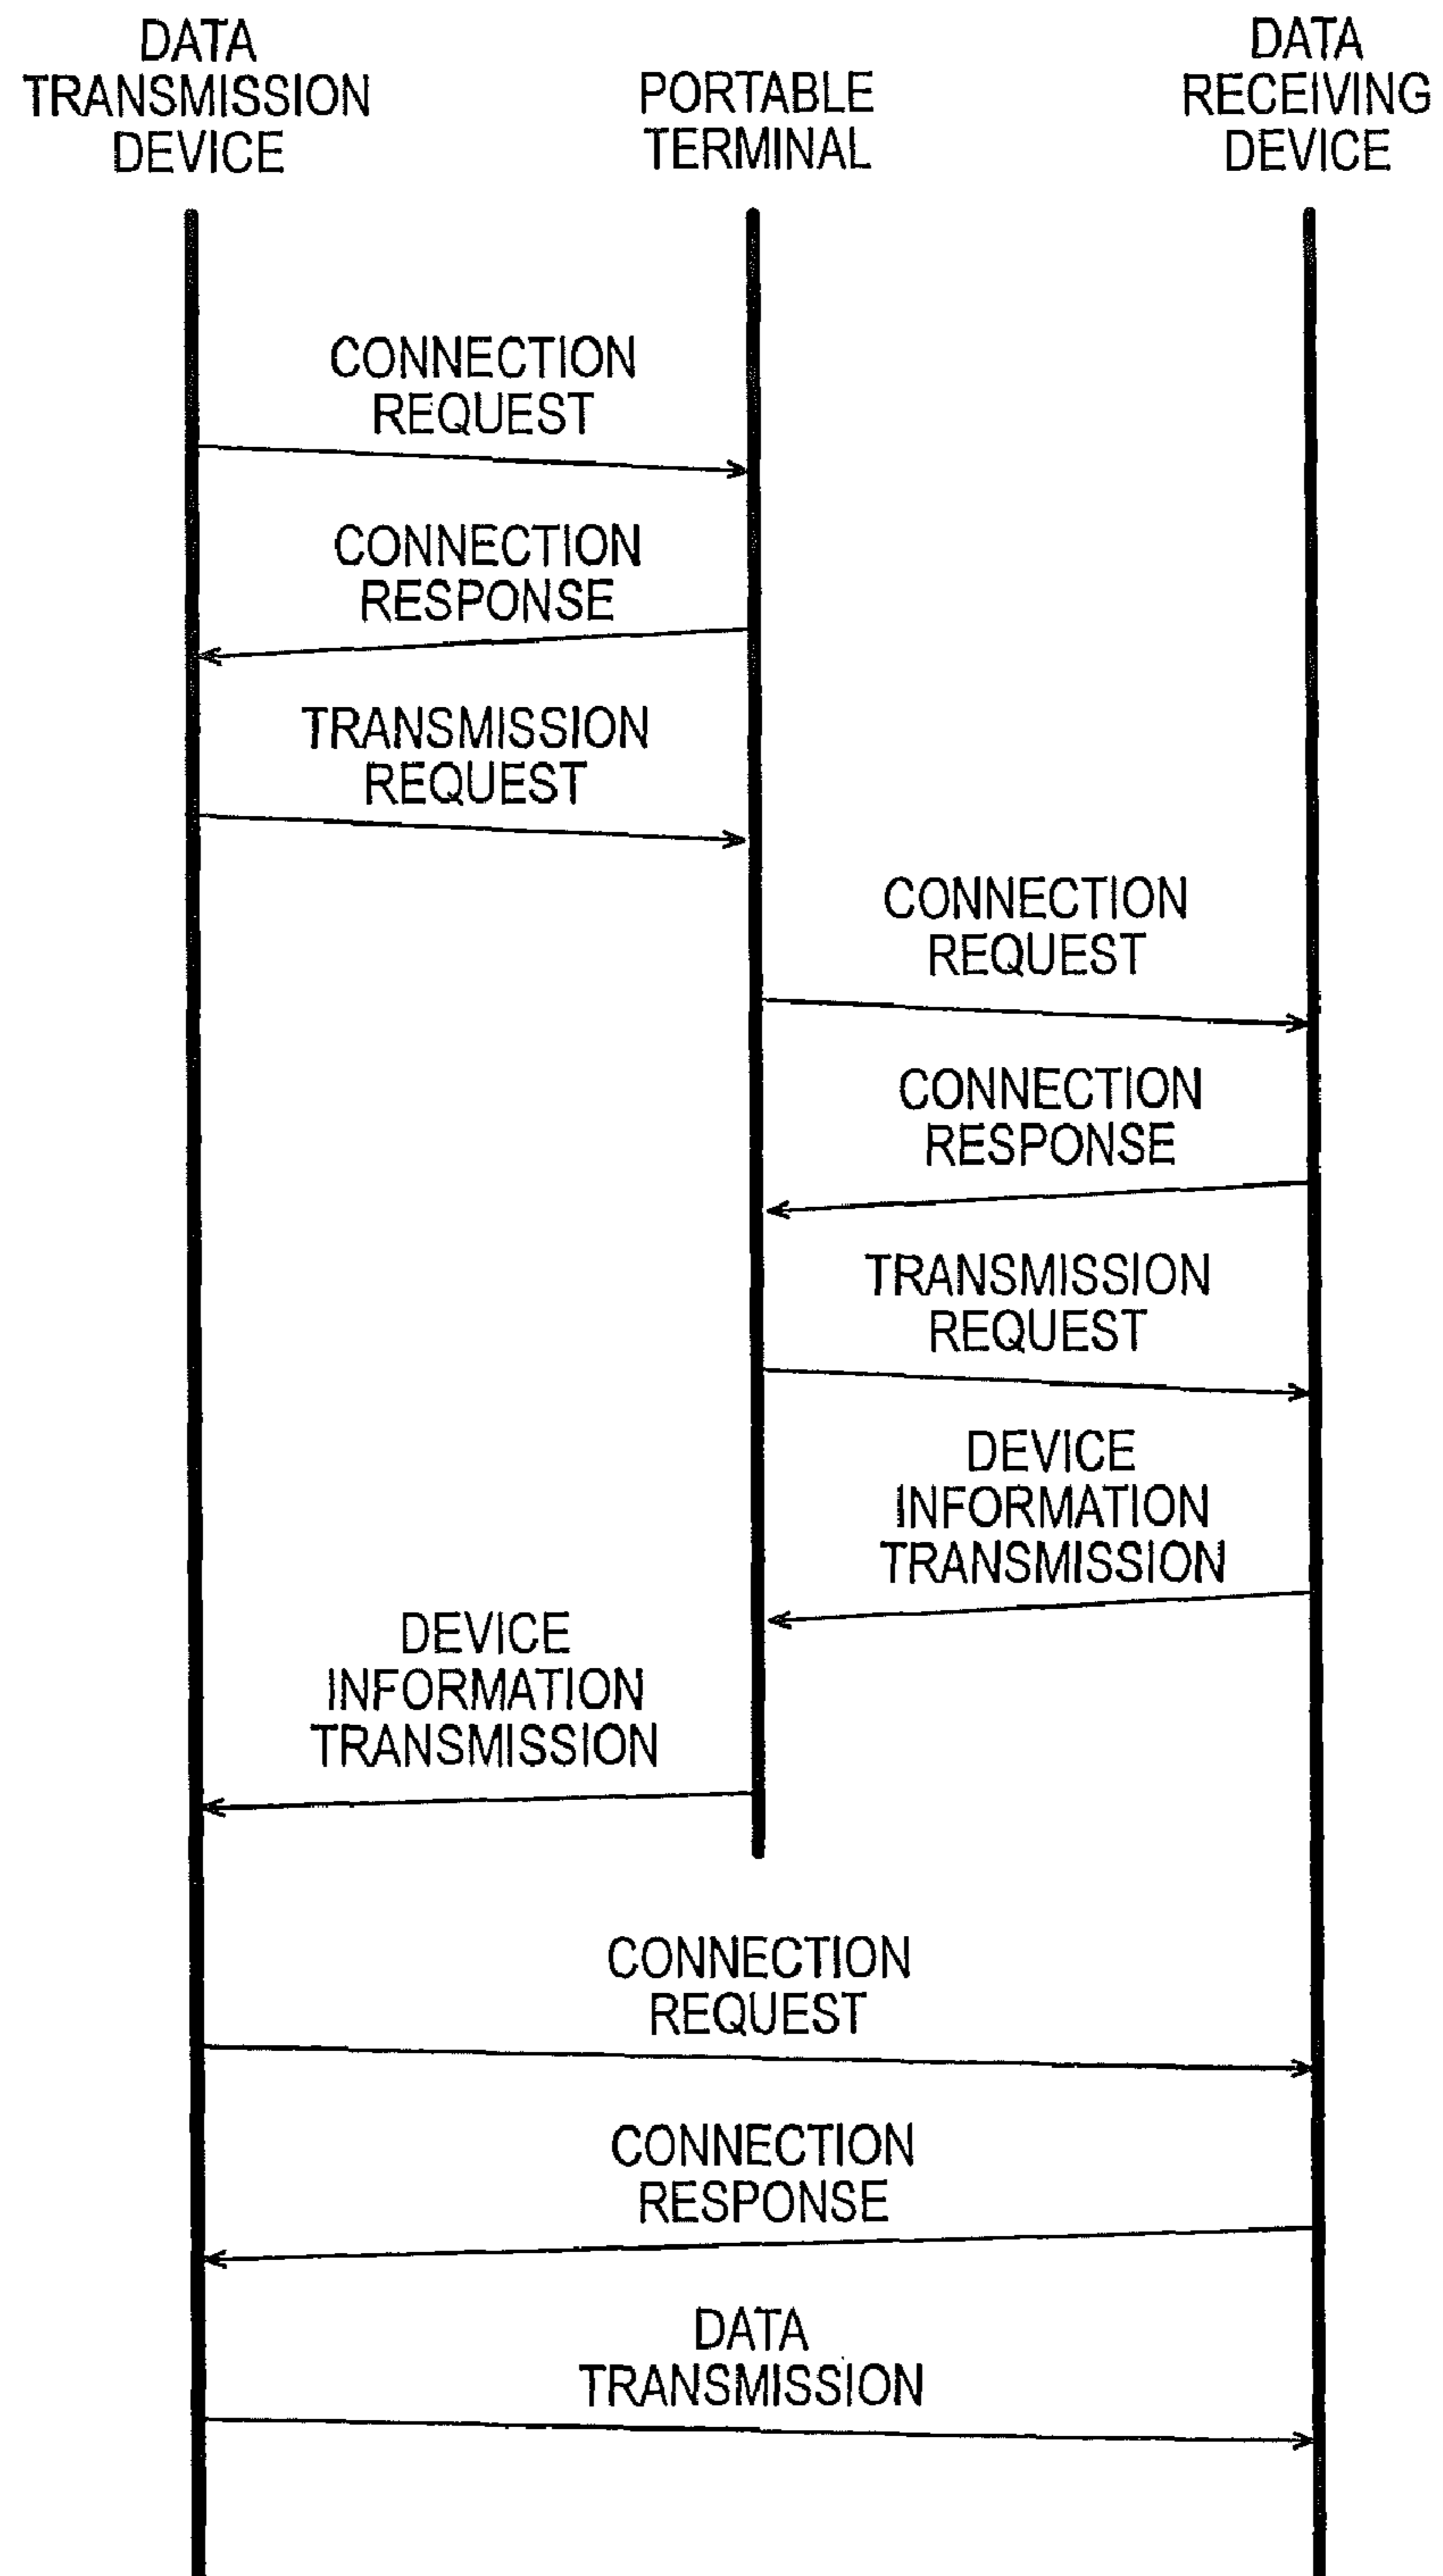 DATA
TRANSMISSION
DEVICE
PORTABLE
TERMINAL
DATA
RECEIVING
DEVICE
CONNECTION
REQUEST
CONNECTION
RESPONSE
TRANSMISSION
REQUEST
CONNECTION
REQUEST
CONNECTION
RESPONSE
TRANSMISSION
REQUEST
DEVICE
INFORMATION
TRANSMISSION
DEVICE
INFORMATION
TRANSMISSION
CONNECTION
REQUEST
CONNECTION
RESPONSE
DATA
TRANSMISSION